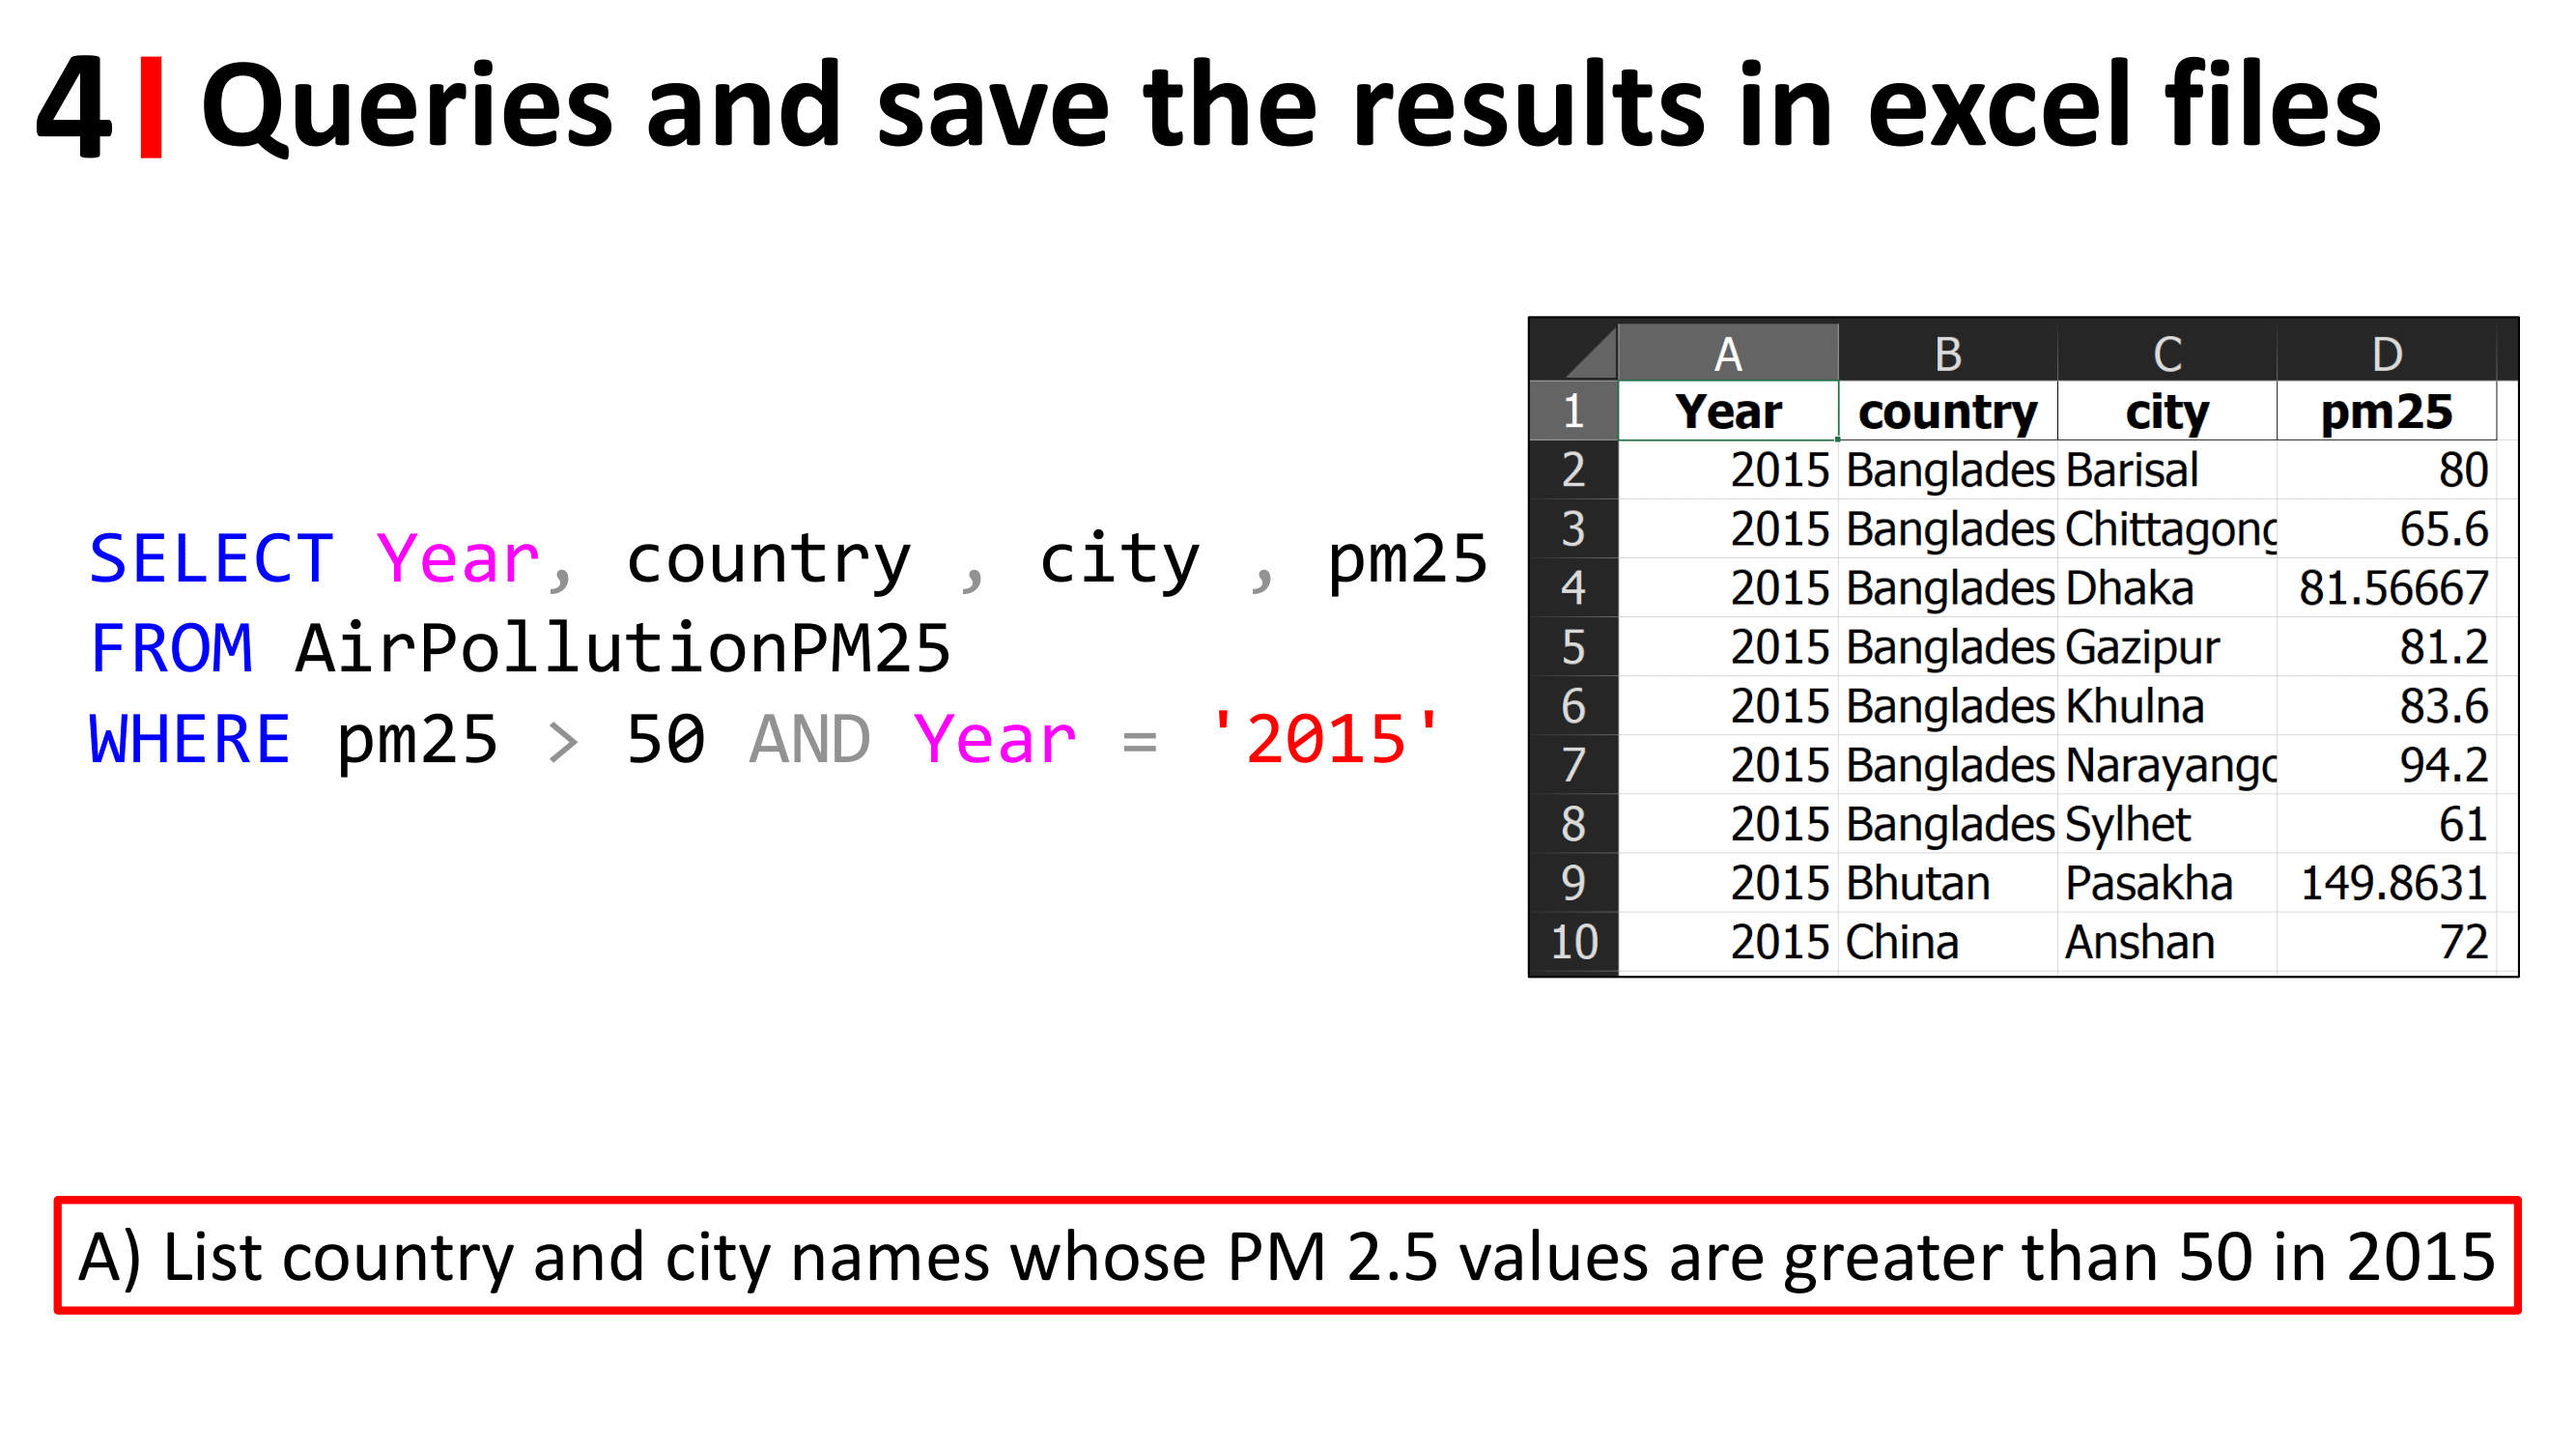 4 Queries and save the results in excel files
SELECT Year, country , city , pm25
FROM AirPollutionPM25
WHERE pm25 > 50 AND Year = '2015'
A B C D
1 Year country city pm25
2 2015 Banglades Barisal 80
3 2015 Banglades Chittagong 65.6
4 2015 Banglades Dhaka 81.56667
5 2015 Banglades Gazipur 81.2
6 2015 Banglades Khulna 83.6
7 2015 Banglades Narayangc 94.2
8 2015 Banglades Sylhet 61
9 2015 Bhutan Pasakha 149.8631
10 2015 China Anshan 72
A) List country and city names whose PM 2.5 values are greater than 50 in 2015